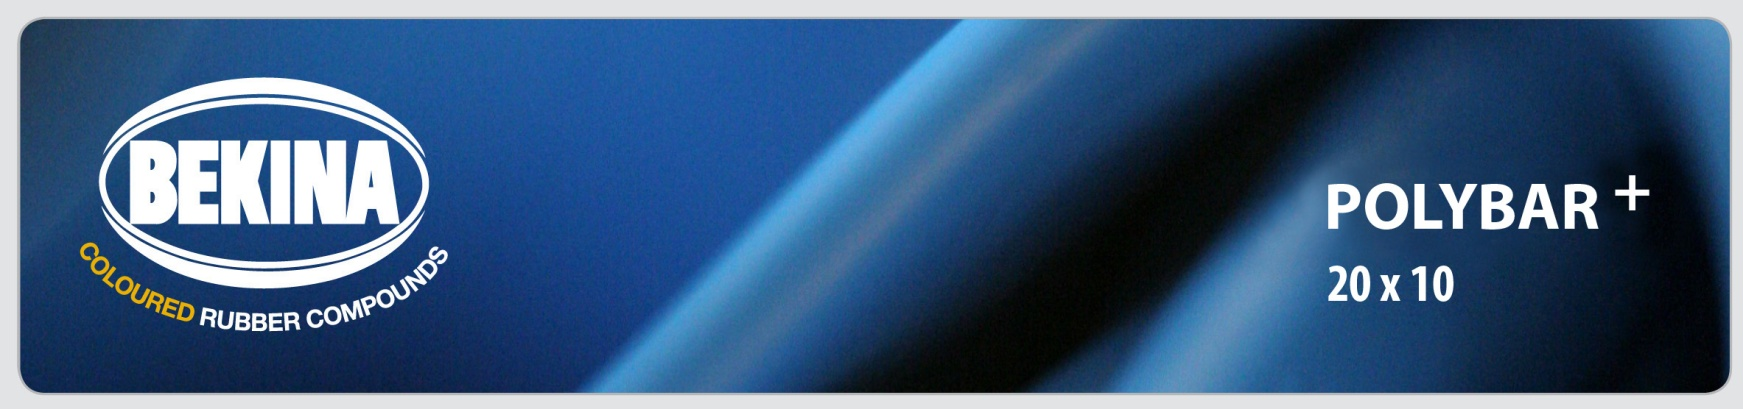 BEKINA
COLOURED RUBBER COMPOUNDS
POLYBAR +
20 x 10